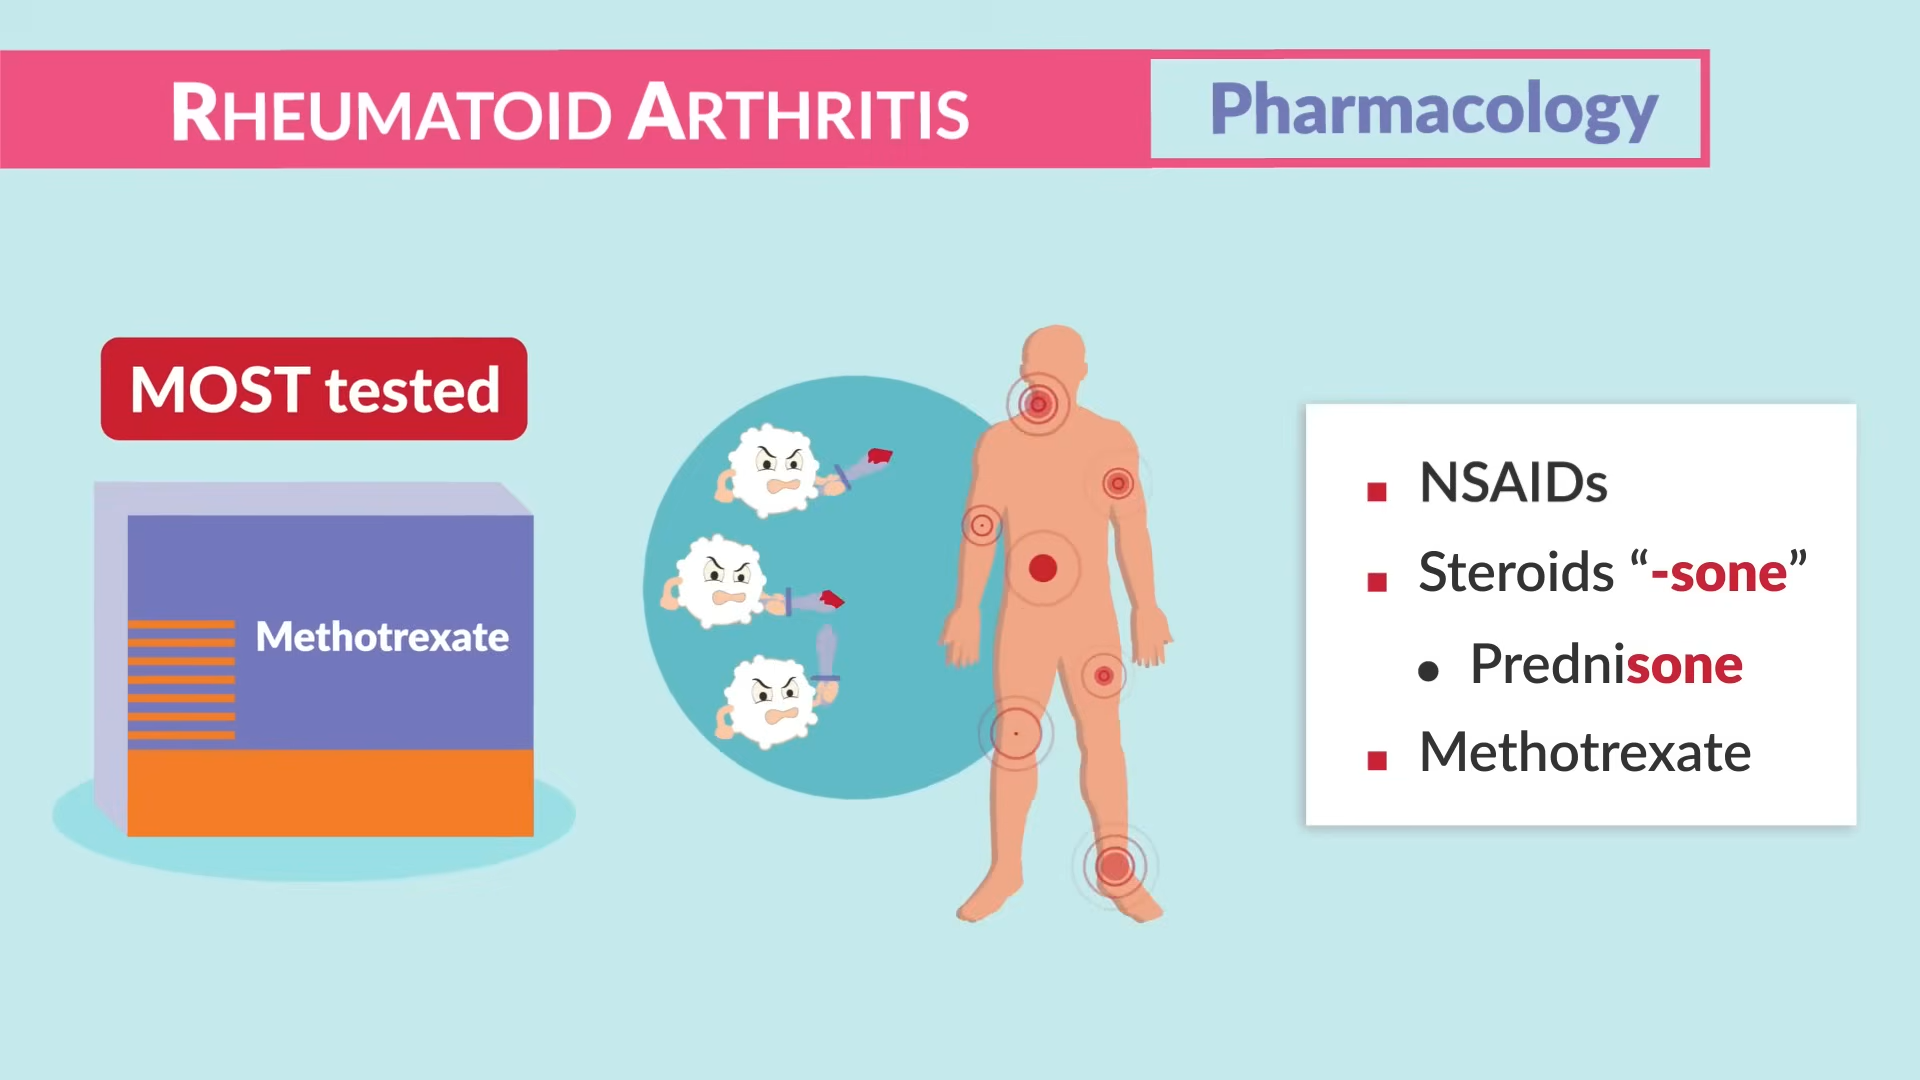 RHEUMATOID ARTHRITIS
Pharmacology
MOST tested
Methotrexate
NSAIDs
Steroids “-sone”
Prednisone
Methotrexate